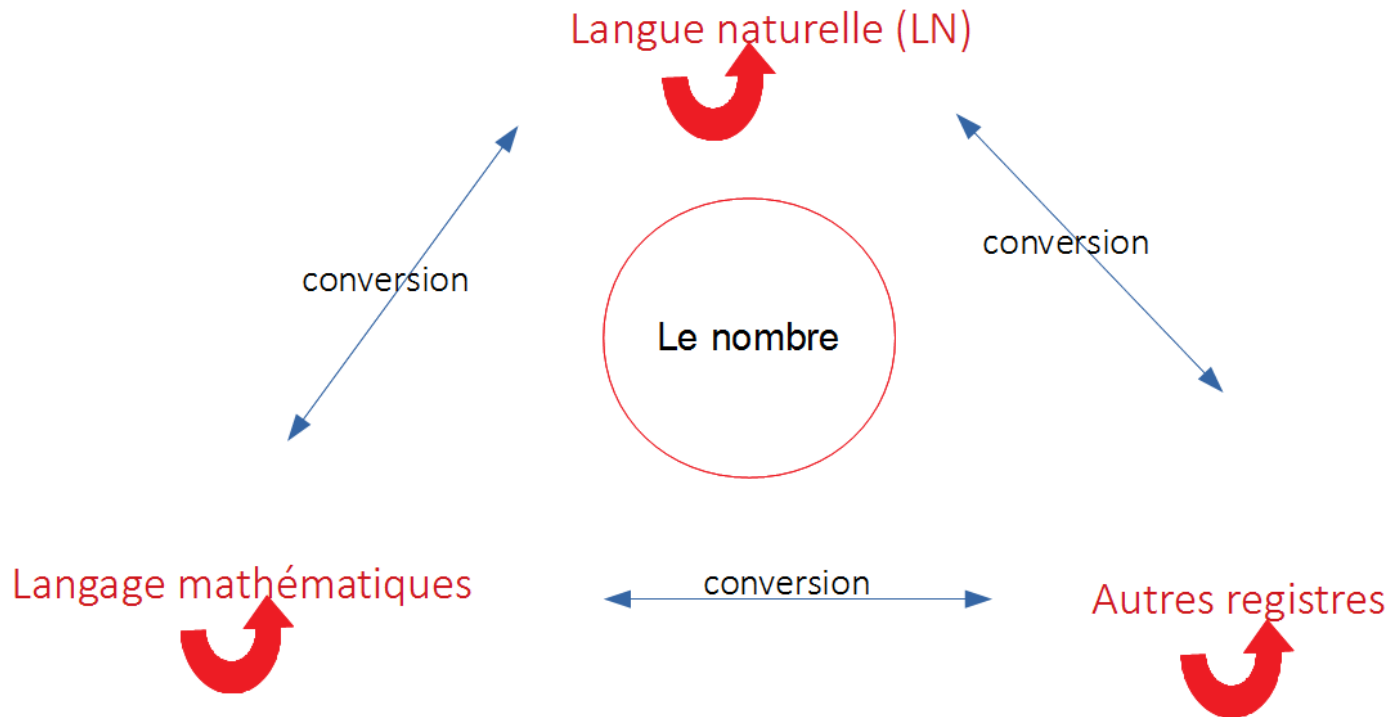 Langue naturelle (LN)
conversion
conversion
Le nombre
Langage mathématiques
conversion
Autres registres